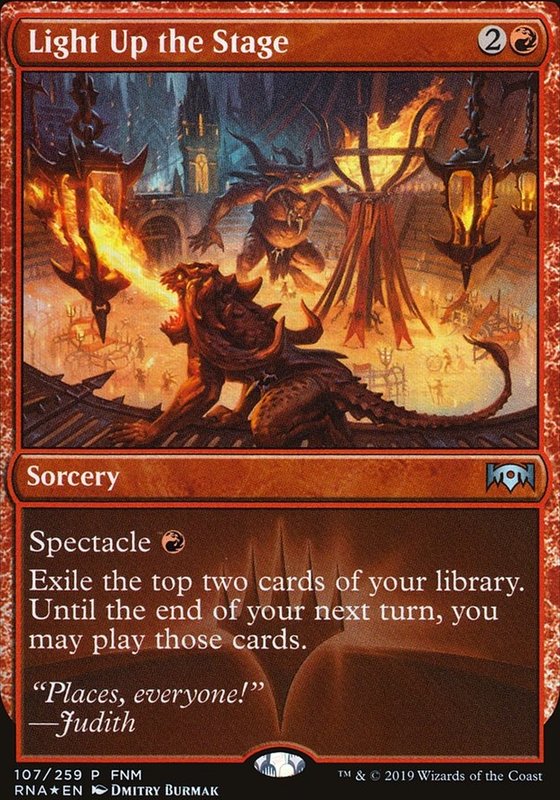 Light Up the Stage 2
Sorcery
Spectacle
Exile the top two cards of your library.
Until the end of your next turn, you
may play those cards.
“Places, everyone!”
—Judith
107/259 P FNM
RNA★EN Dmitry Burmak
™ & © 2019 Wizards of the Coast